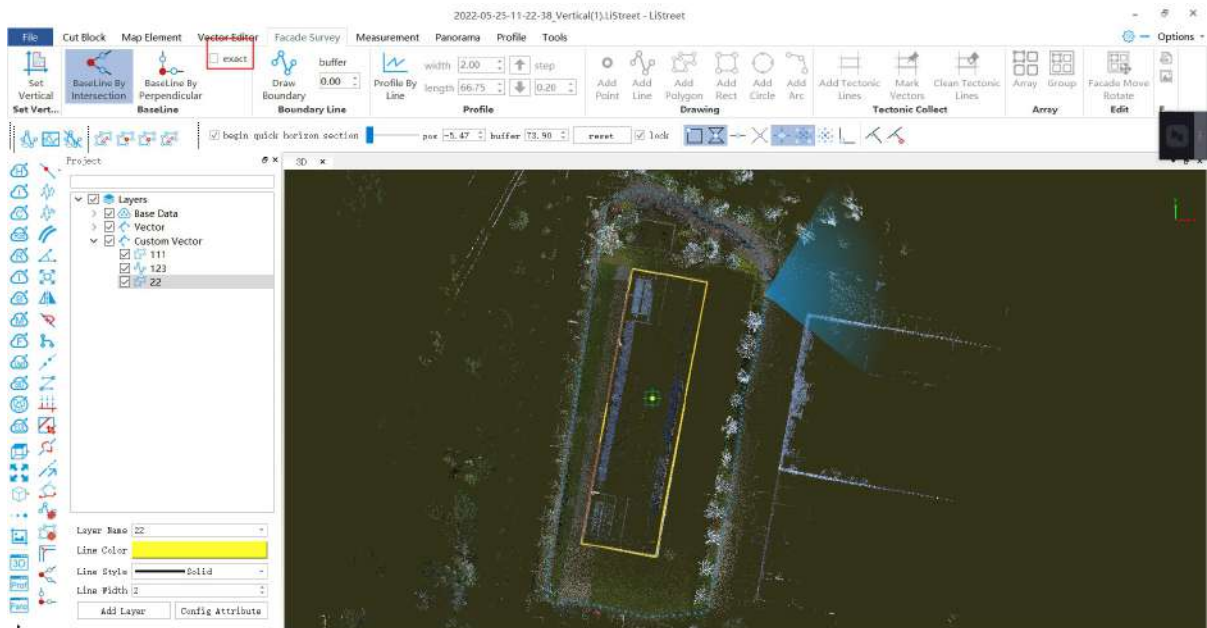 2022-05-25-11-22-38_Vertical(1).LiStreet - LiStreet
File Cut Block Map Element Vector Editor Facade Survey Measurement Panorama Profile Tools Options
Set Vertical
BaseLine By Intersection
BaseLine By Perpendicular
exact
Draw Boundary
buffer
0.00
Profile By Line
width 2.00 step
length 66.75 0.20
Add Point
Add Line
Add Polygon
Add Rect
Add Circle
Add Arc
Add Tectonic Lines
Mark Vectors
Clean Tectonic Lines
Array
Group
Facade Move Rotate
Set Vert... BaseLine Boundary Line Profile Drawing Tectonic Collect Array Edit
begin quick horizon section pos -5.47 buffer 73.90 reset lock
Project
3D
Layers
Base Data
Vector
Custom Vector
111
123
22
Layer Name 22
Line Color
Line Style Solid
Line Width 2
Add Layer Config Attribute
3D
Prof
Pano